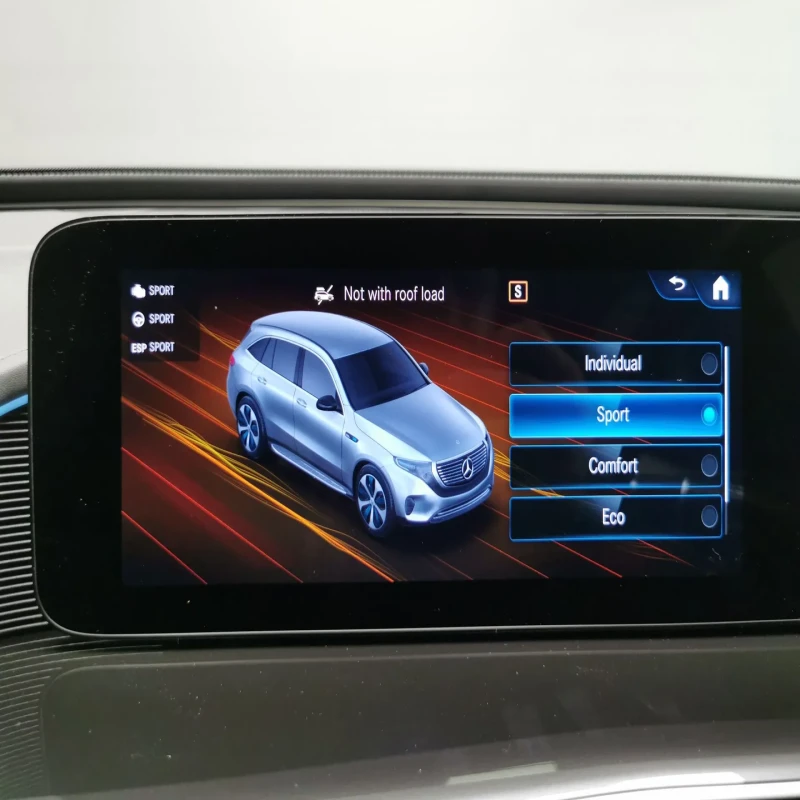 SPORT
SPORT
ESP SPORT
Not with roof load
S
Individual
Sport
Comfort
Eco